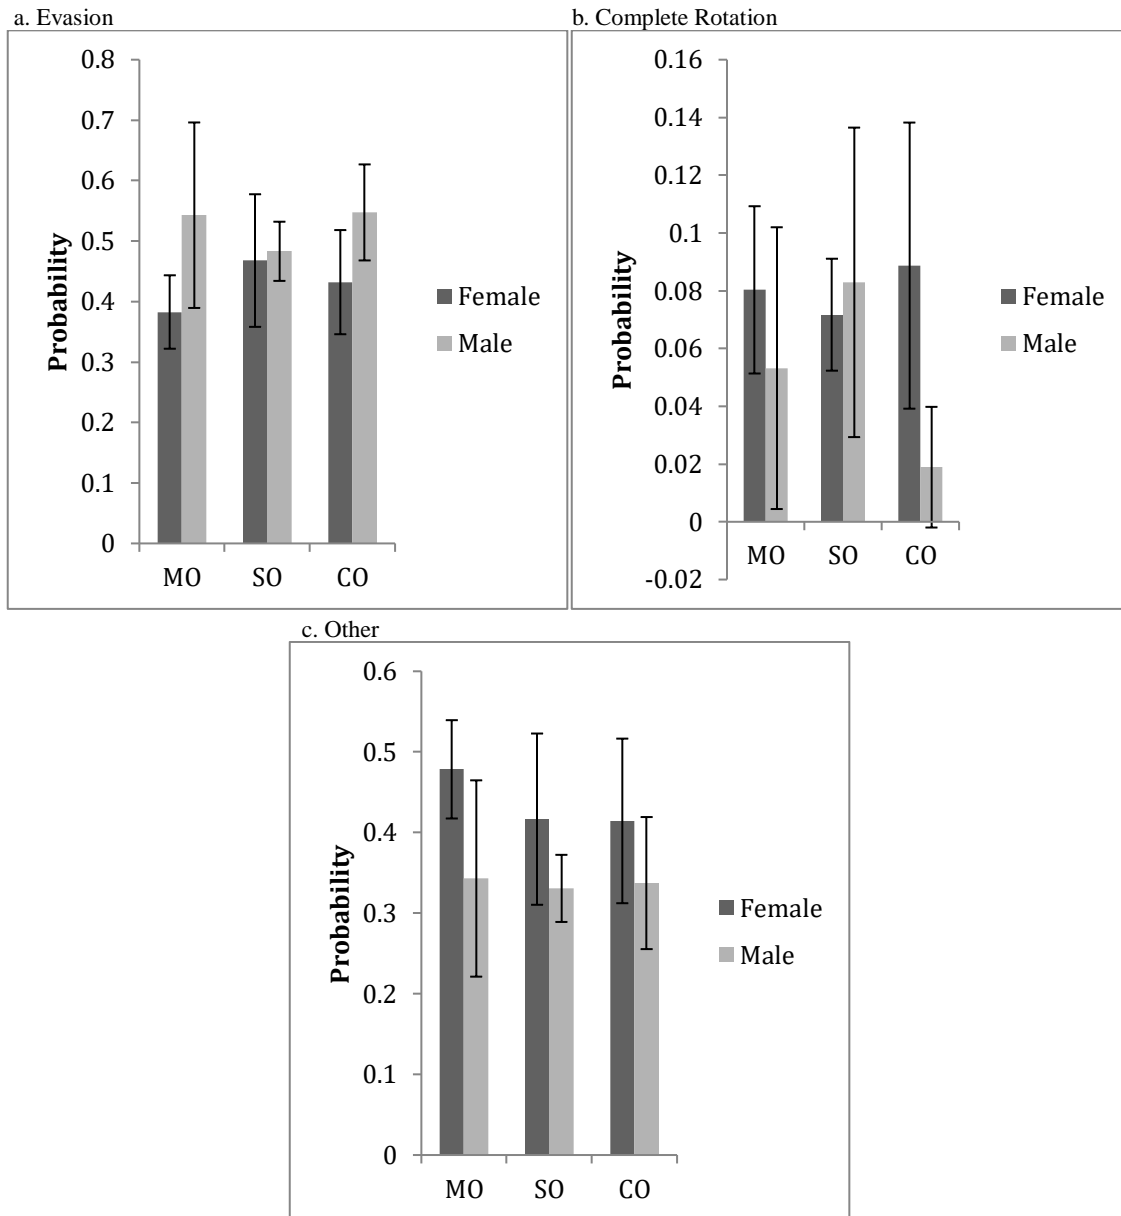 a. Evasion
0.8
0.7
0.6
0.5
0.4
0.3
0.2
0.1
0
Probability
MO SO CO
Female
Male
b. Complete Rotation
0.16
0.14
0.12
0.1
0.08
0.06
0.04
0.02
0
-0.02
Probability
MO SO CO
Female
Male
c. Other
0.6
0.5
0.4
0.3
0.2
0.1
0
Probability
MO SO CO
Female
Male